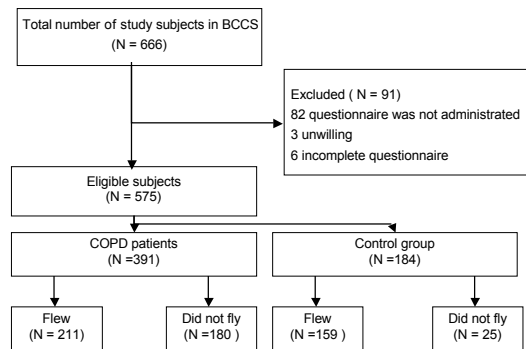 Total number of study subjects in BCCS
(N = 666)
Excluded ( N = 91)
82 questionnaire was not administrated
3 unwilling
6 incomplete questionnaire
Eligible subjects
(N = 575)
COPD patients
(N =391)
Control group
(N =184)
Flew
(N = 211)
Did not fly
(N =180 )
Flew
(N =159 )
Did not fly
(N = 25)